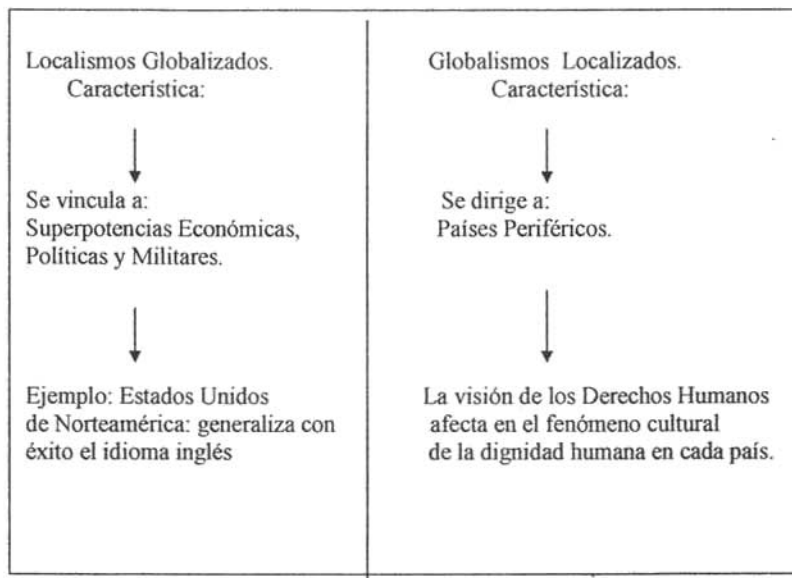 Localismos Globalizados.
Característica:
Se vincula a:
Superpotencias Económicas,
Políticas y Militares.
Ejemplo: Estados Unidos
de Norteamérica: generaliza con
éxito el idioma inglés
Globalismos Localizados.
Característica:
Se dirige a:
Países Periféricos.
La visión de los Derechos Humanos
afecta en el fenómeno cultural
de la dignidad humana en cada país.